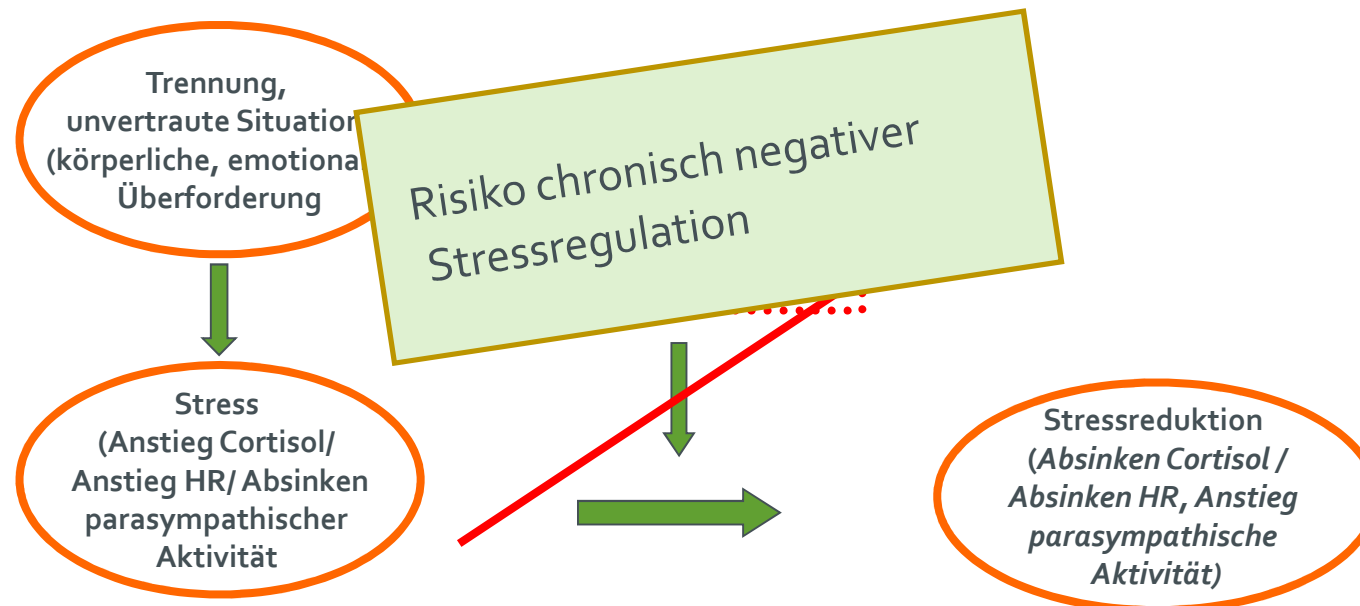 Trennung,
unvertraute Situation
(körperliche, emotiona
Überforderung
Risiko chronisch negativer
Stressregulation
Stress
(Anstieg Cortisol/
Anstieg HR/ Absinken
parasympathischer
Aktivität
Stressreduktion
(Absinken Cortisol /
Absinken HR, Anstieg
parasympathische
Aktivität)